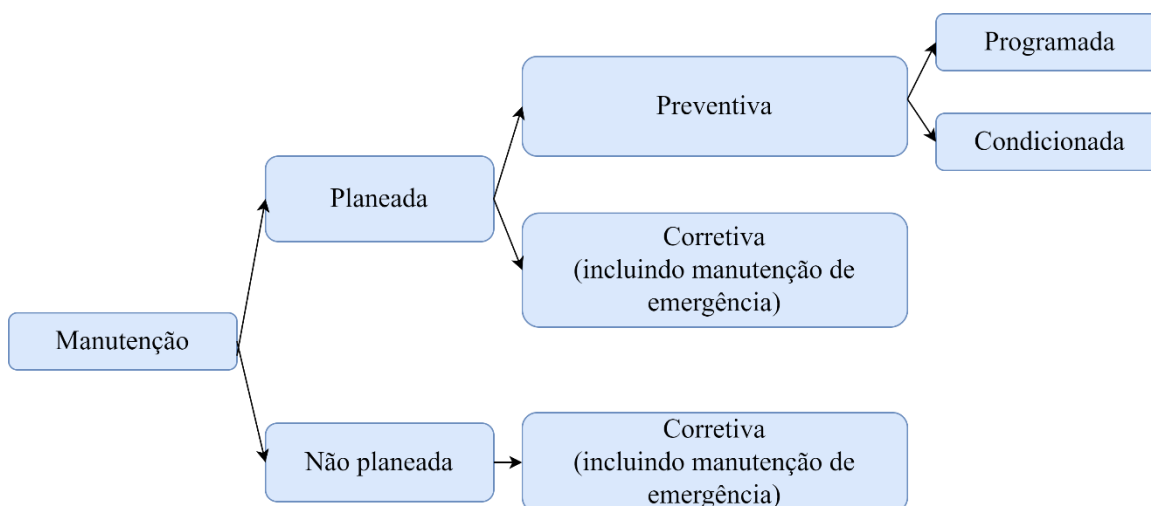 Manutenção
Planeada
Preventiva
Programada
Condicionada
Corretiva
(incluindo manutenção de
emergência)
Não planeada
Corretiva
(incluindo manutenção de
emergência)